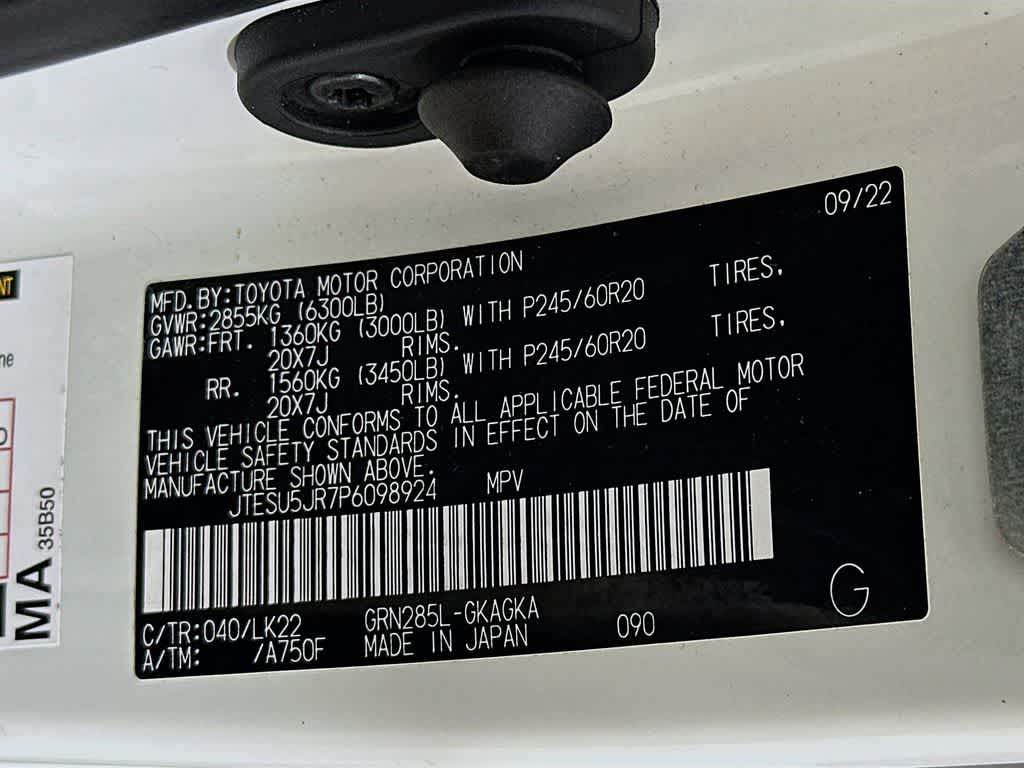 09/22
MFD.BY:TOYOTA MOTOR CORPORATION
GVWR:2855KG (6300LB)
GAWR:FRT. 1360KG (3000LB) WITH P245/60R20 TIRES,
20X7J RIMS.
RR. 1560KG (3450LB) WITH P245/60R20 TIRES,
20X7J RIMS.
THIS VEHICLE CONFORMS TO ALL APPLICABLE FEDERAL MOTOR
VEHICLE SAFETY STANDARDS IN EFFECT ON THE DATE OF
MANUFACTURE SHOWN ABOVE.
JTESU5JR7P6098924 MPV
C/TR:040/LK22 GRN285L-GKAGKA
A/TM: /A750F MADE IN JAPAN 090
G
MA 35B50